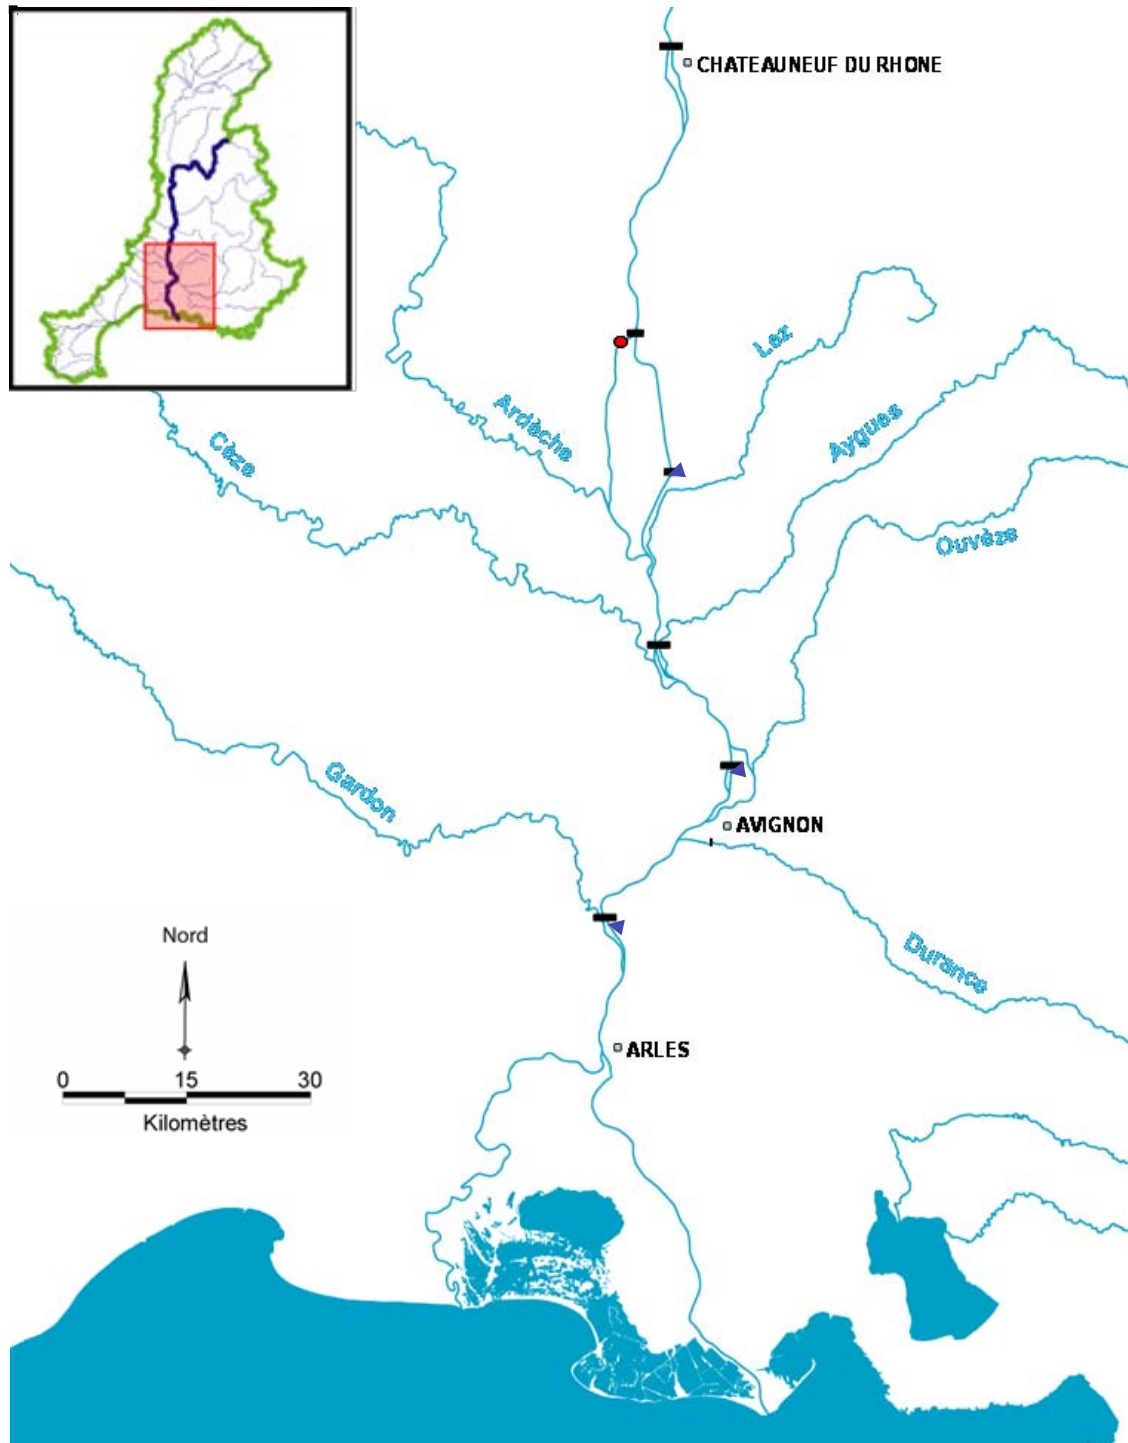 CHATEAUNEUF DU RHONE
Lez
Ardèche
Aygues
Cèze
Ouvèze
Gardon
AVIGNON
Nord
Durance
ARLES
0 15 30
Kilomètres